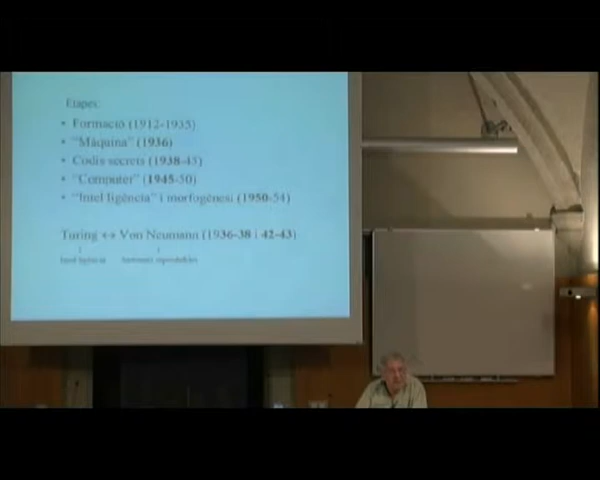 Etapes:
• Formació (1912-1935)
• "Màquina" (1936)
• Codis secrets (1938-45)
• "Computer" (1945-50)
• "Intel·ligència" i morfogènesi (1950-54)
Turing ↔ Von Neumann (1936-38 i 42-43)